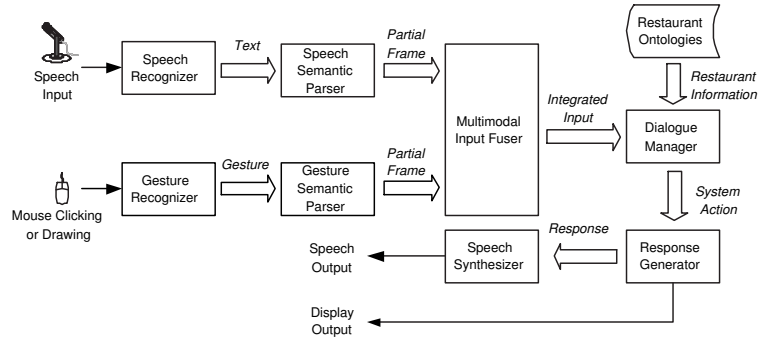 Speech
Input
Speech
Recognizer
Text
Speech
Semantic
Parser
Partial
Frame
Mouse Clicking
or Drawing
Gesture
Recognizer
Gesture
Gesture
Semantic
Parser
Partial
Frame
Multimodal
Input Fuser
Integrated
Input
Restaurant
Ontologies
Restaurant
Information
Dialogue
Manager
System
Action
Response
Generator
Response
Speech
Synthesizer
Speech
Output
Display
Output